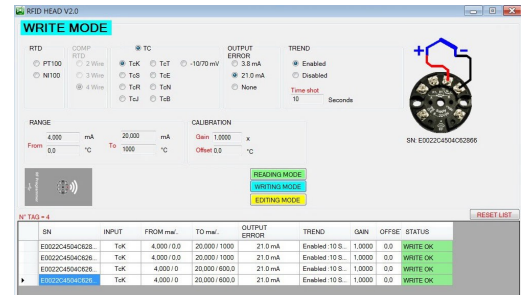 RFID HEAD V2.0
WRITE MODE
RTD
PT100
NI100
COMP RTD
2 Wire
3 Wire
4 Wire
TC
TcK TcT -10/70 mV
TcS TcE
TcR TcN
TcJ TcB
OUTPUT ERROR
3.8 mA
21.0 mA
None
TREND
Enabled
Disabled
Time shot
10 Seconds
SN: E0022C4504C62866
RANGE
4,000 mA 20,000 mA
From To
0,0 °C 1000 °C
CALIBRATION
Gain 1,0000 x
Offset 0,0 °C
READING MODE
WRITING MODE
EDITING MODE
N° TAG = 4
RESET LIST
SN INPUT FROM ma/.. TO ma/.. OUTPUT ERROR TREND GAIN OFFSE STATUS
E0022C4504C628... TcK 4,000 / 0,0 20,000 / 1000 21.0 mA Enabled :10 S... 1,0000 0,0 WRITE OK
E0022C4504C626... TcK 4,000 / 0,0 20,000 / 1000 21.0 mA Enabled :10 S... 1,0000 0,0 WRITE OK
E0022C4504C626... TcK 4,000 / 0 20,000 / 600,0 21.0 mA Enabled :10 S... 1,0000 0,0 WRITE OK
E0022C4504C626... TcK 4,000 / 0 20,000 / 600,0 21.0 mA Enabled :10 S... 1,0000 0,0 WRITE OK